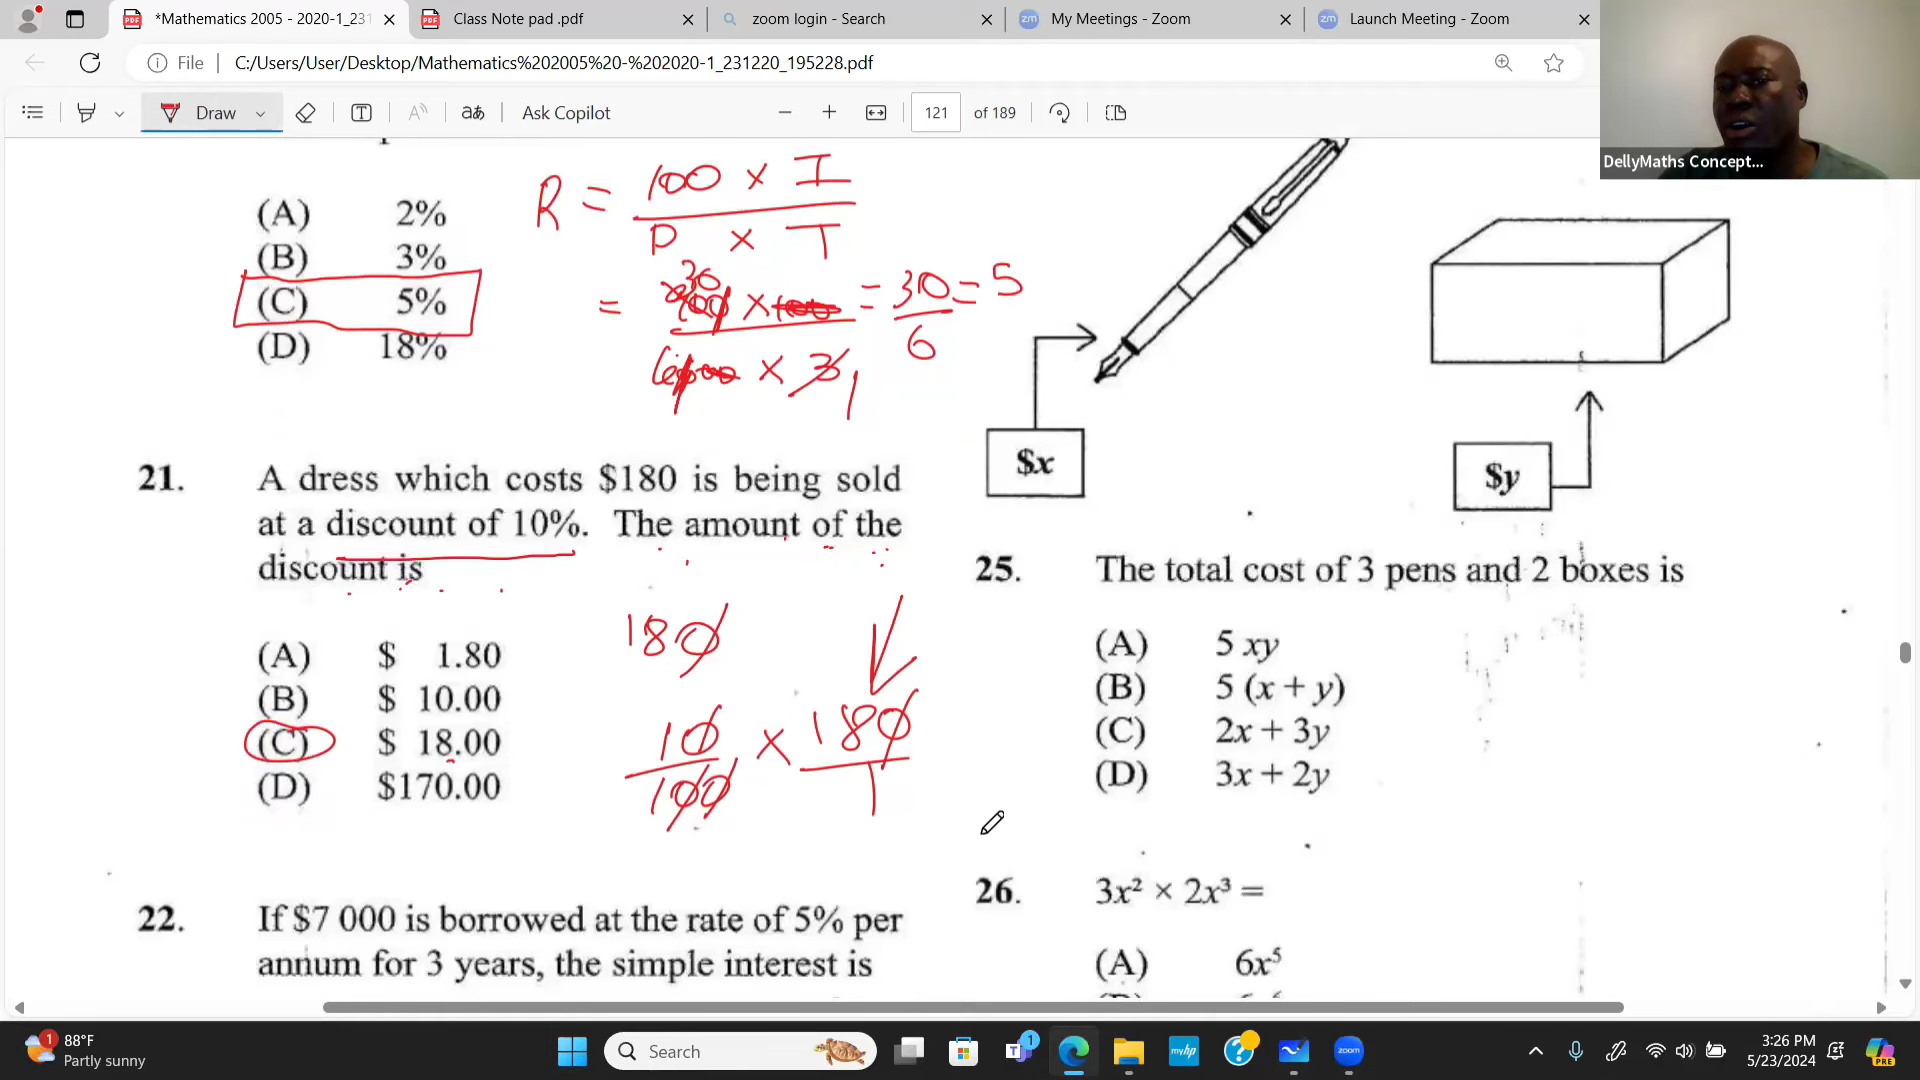 *Mathematics 2005 - 2020-1_231
Class Note pad .pdf
zoom login - Search
My Meetings - Zoom
Launch Meeting - Zoom
File
C:/Users/User/Desktop/Mathematics%202005%20-%202020-1_231220_195228.pdf
Draw
Ask Copilot
121 of 189
DellyMaths Concept...
(A) 2%
(B) 3%
(C) 5%
(D) 18%
R = 100 × I
P × T
= 30 = 5
6
$x
$y
21. A dress which costs $180 is being sold
at a discount of 10%. The amount of the
discount is
(A) $ 1.80
(B) $ 10.00
(C) $ 18.00
(D) $170.00
180
10 × 180
100 1
22. If $7 000 is borrowed at the rate of 5% per
annum for 3 years, the simple interest is
25. The total cost of 3 pens and 2 boxes is
(A) 5 xy
(B) 5 (x + y)
(C) 2x + 3y
(D) 3x + 2y
26. 3x² × 2x³ =
(A) 6x⁵
88°F
Partly sunny
Search
3:26 PM
5/23/2024